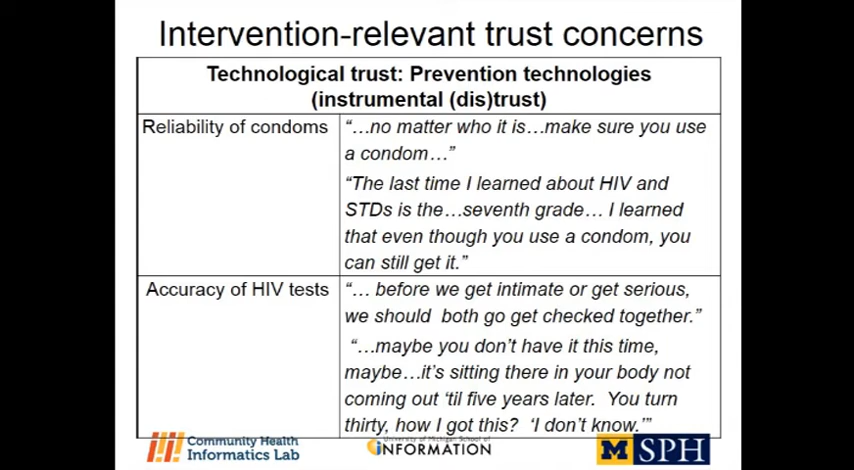 Intervention-relevant trust concerns
Technological trust: Prevention technologies
(instrumental (dis)trust)
Reliability of condoms
“…no matter who it is…make sure you use
a condom…”
“The last time I learned about HIV and
STDs is the…seventh grade… I learned
that even though you use a condom, you
can still get it.”
Accuracy of HIV tests
“… before we get intimate or get serious,
we should both go get checked together.”
“…maybe you don’t have it this time,
maybe…it’s sitting there in your body not
coming out ‘til five years later. You turn
thirty, how I got this? ‘I don’t know.’”
Community Health
Informatics Lab
University of Michigan School of
INFORMATION
M SPH